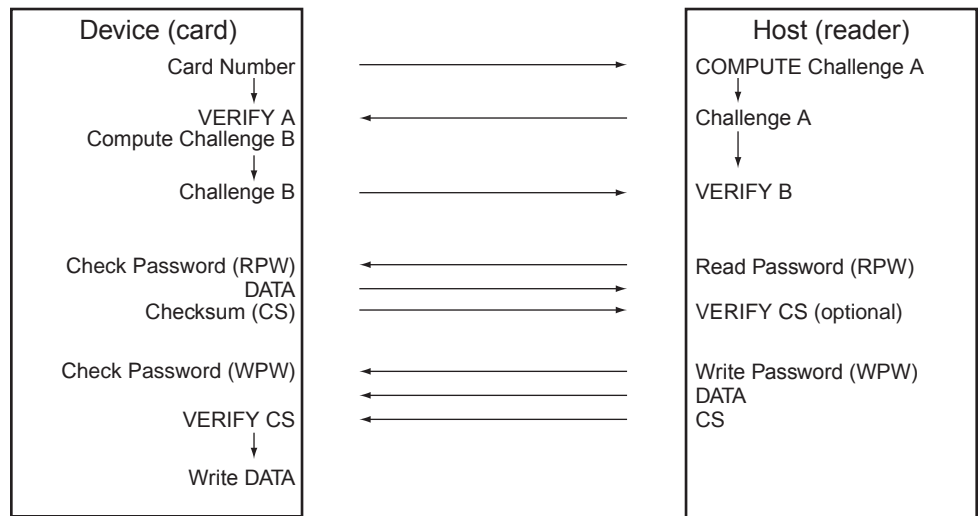 Device (card)
Card Number
VERIFY A
Compute Challenge B
Challenge B
Check Password (RPW)
DATA
Checksum (CS)
Check Password (WPW)
VERIFY CS
Write DATA
Host (reader)
COMPUTE Challenge A
Challenge A
VERIFY B
Read Password (RPW)
VERIFY CS (optional)
Write Password (WPW)
DATA
CS